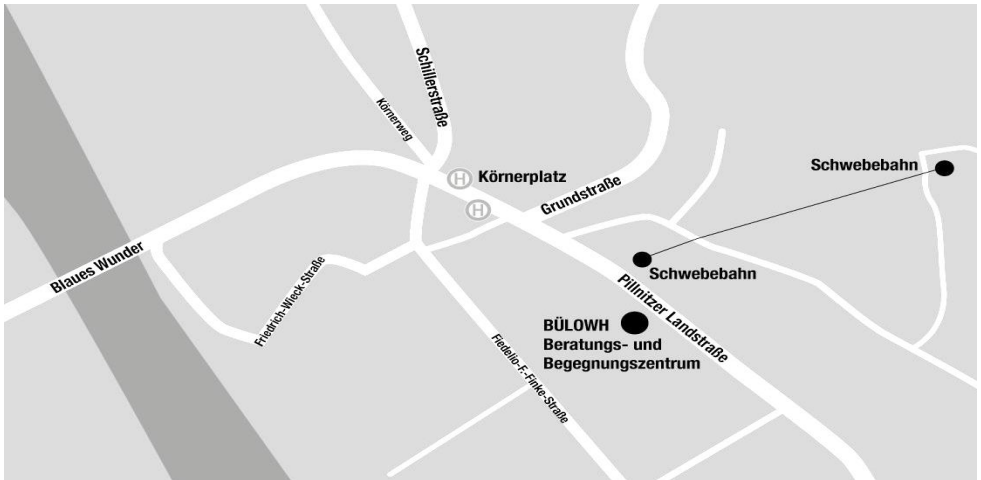 Schillerstraße
Körnerweg
H
Körnerplatz
H
Grundstraße
Schwebebahn
Blaues Wunder
Friedrich-Wieck-Straße
Schwebebahn
Pillnitzer Landstraße
BÜLOWH
Beratungs- und
Begegnungszentrum
Fiedelio-F.-Finke-Straße